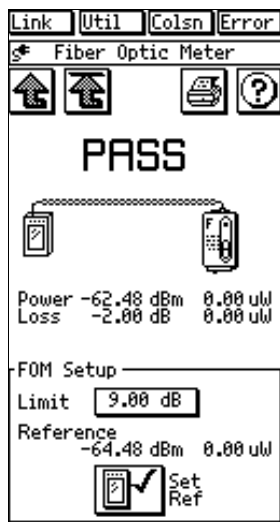 Link Util Colsn Error
Fiber Optic Meter
?
PASS
F
Power -62.48 dBm 0.00 uW
Loss -2.00 dB 0.00 uW
FOM Setup
Limit 9.00 dB
Reference
-64.48 dBm 0.00 uW
Set
Ref